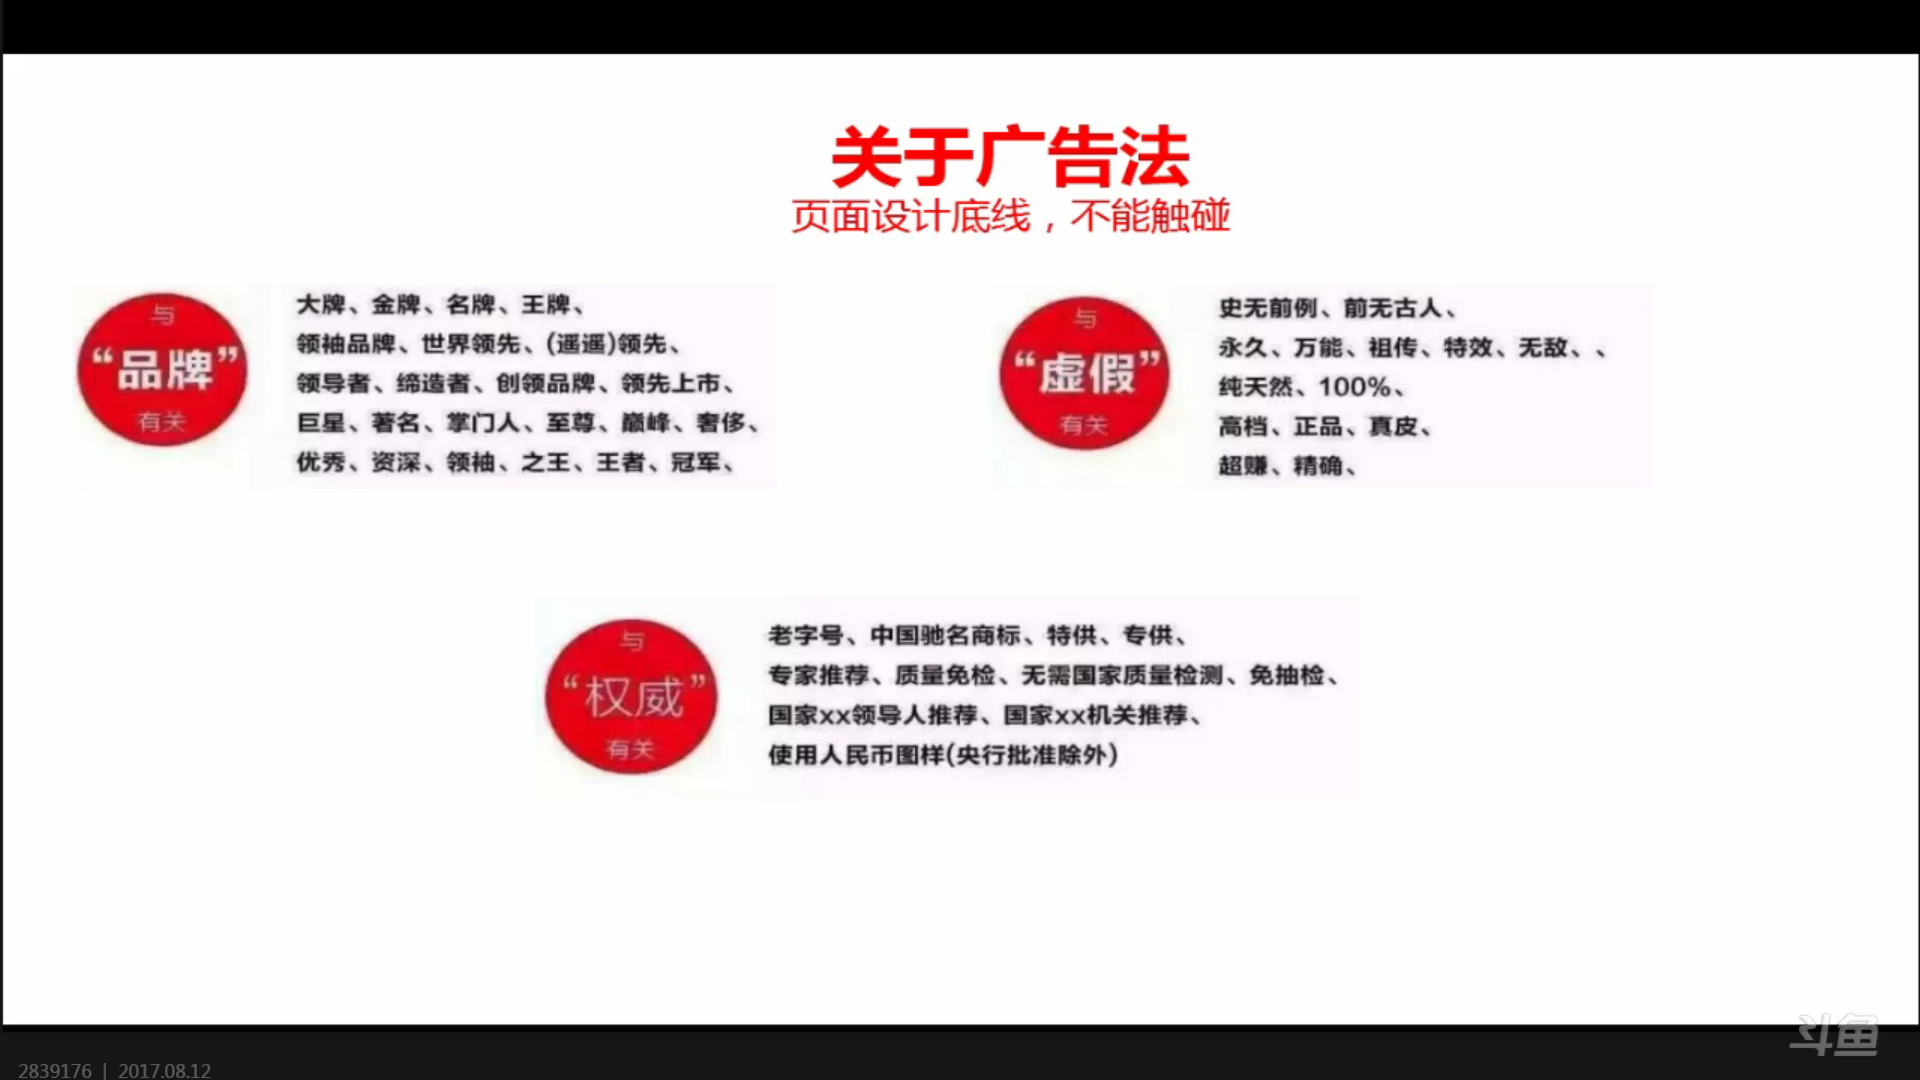 关于广告法
页面设计底线，不能触碰
与
“品牌”
有关
大牌、金牌、名牌、王牌、
领袖品牌、世界领先、(遥遥)领先、
领导者、缔造者、创领品牌、领先上市、
巨星、著名、掌门人、至尊、巅峰、奢侈、
优秀、资深、领袖、之王、王者、冠军、
与
“虚假”
有关
史无前例、前无古人、
永久、万能、祖传、特效、无敌、、
纯天然、100%、
高档、正品、真皮、
超赚、精确、
与
“权威”
有关
老字号、中国驰名商标、特供、专供、
专家推荐、质量免检、无需国家质量检测、免抽检、
国家xx领导人推荐、国家xx机关推荐、
使用人民币图样(央行批准除外)
斗鱼
2839176 | 2017.08.12